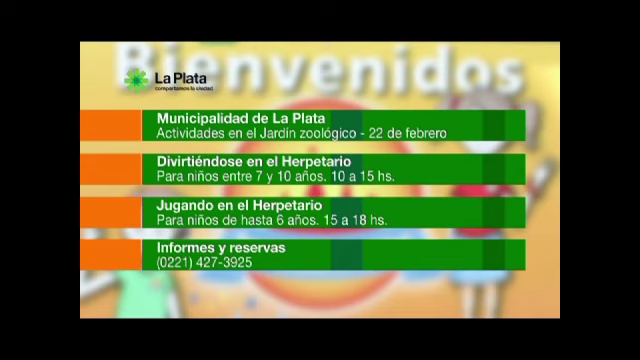 Bienvenidos
La Plata
compartamos la ciudad
Municipalidad de La Plata
Actividades en el Jardín zoológico - 22 de febrero
Divirtiéndose en el Herpetario
Para niños entre 7 y 10 años. 10 a 15 hs.
Jugando en el Herpetario
Para niños de hasta 6 años. 15 a 18 hs.
Informes y reservas
(0221) 427-3925